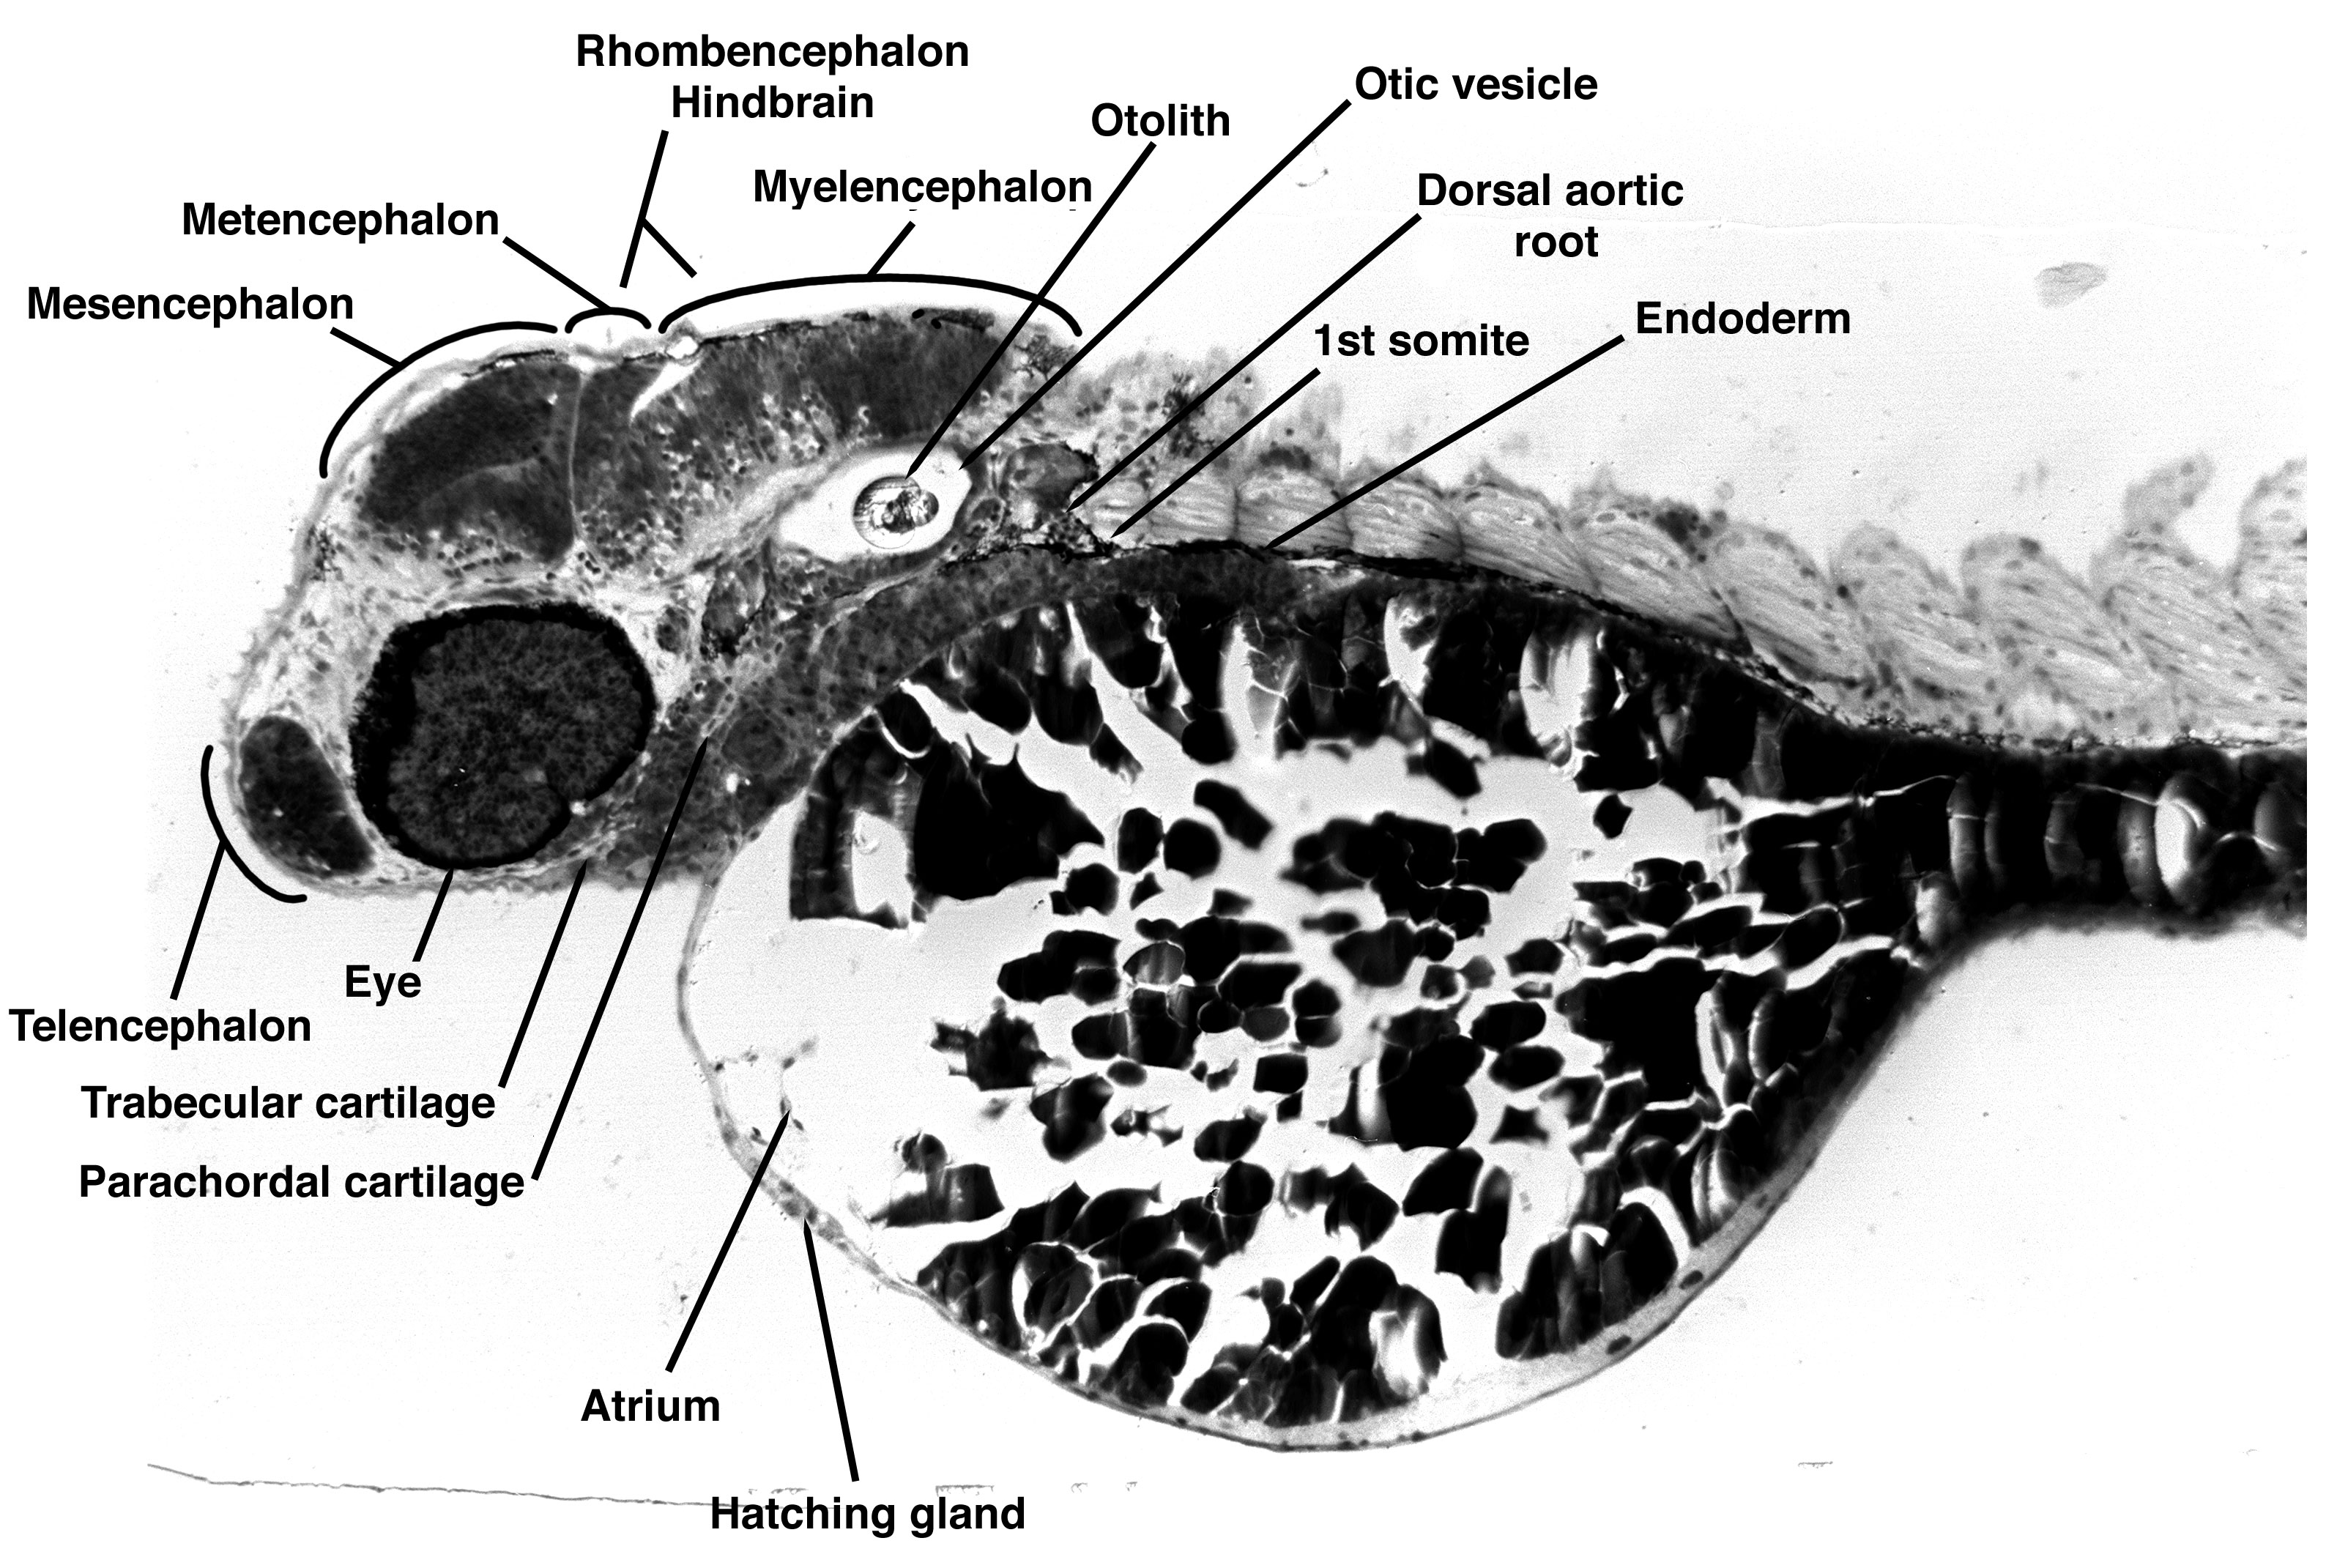 Rhombencephalon
Hindbrain
Otic vesicle
Otolith
Myelencephalon
Dorsal aortic
root
Metencephalon
Mesencephalon
1st somite
Endoderm
Eye
Telencephalon
Trabecular cartilage
Parachordal cartilage
Atrium
Hatching gland